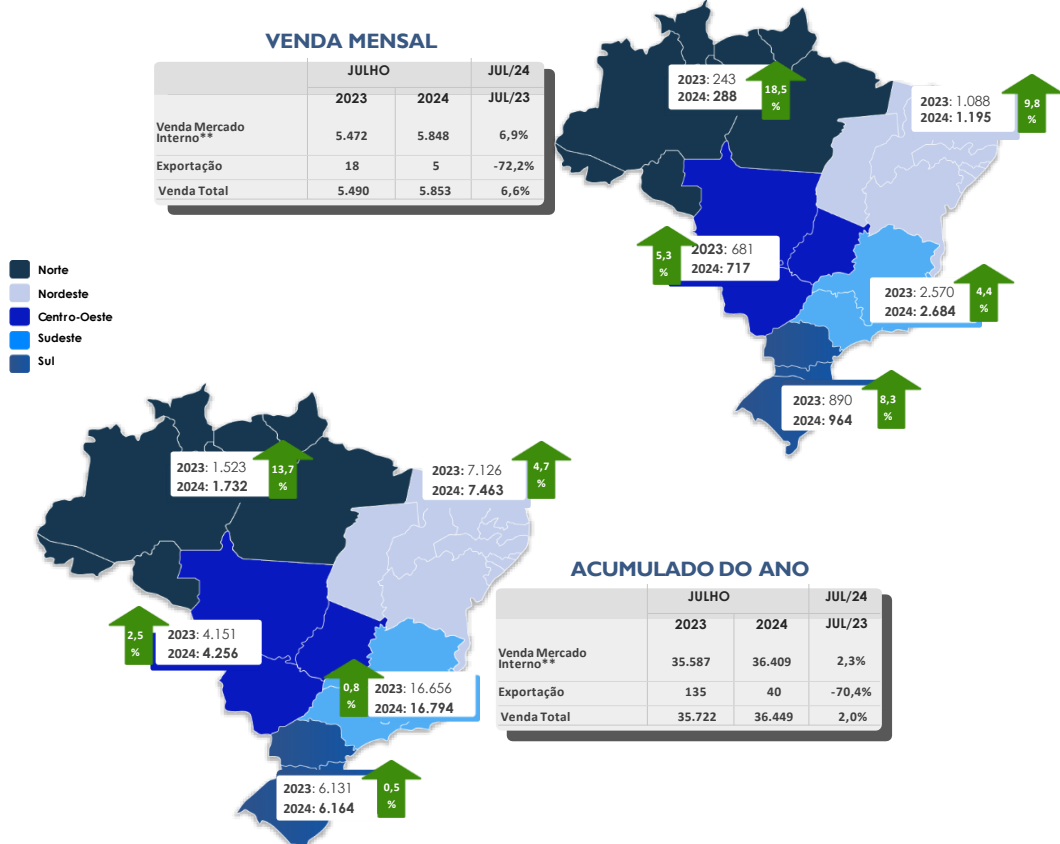 VENDA MENSAL
JULHO JUL/24
2023 2024 JUL/23
Venda Mercado
Interno** 5.472 5.848 6,9%
Exportação 18 5 -72,2%
Venda Total 5.490 5.853 6,6%
2023: 243
2024: 288
18,5
%
2023: 1.088
2024: 1.195
9,8
%
5,3
%
2023: 681
2024: 717
2023: 2.570
2024: 2.684
4,4
%
2023: 890
2024: 964
8,3
%
Norte
Nordeste
Centro-Oeste
Sudeste
Sul
2023: 1.523
2024: 1.732
13,7
%
2023: 7.126
2024: 7.463
4,7
%
2,5
%
2023: 4.151
2024: 4.256
0,8
%
2023: 16.656
2024: 16.794
2023: 6.131
2024: 6.164
0,5
%
ACUMULADO DO ANO
JULHO JUL/24
2023 2024 JUL/23
Venda Mercado
Interno** 35.587 36.409 2,3%
Exportação 135 40 -70,4%
Venda Total 35.722 36.449 2,0%